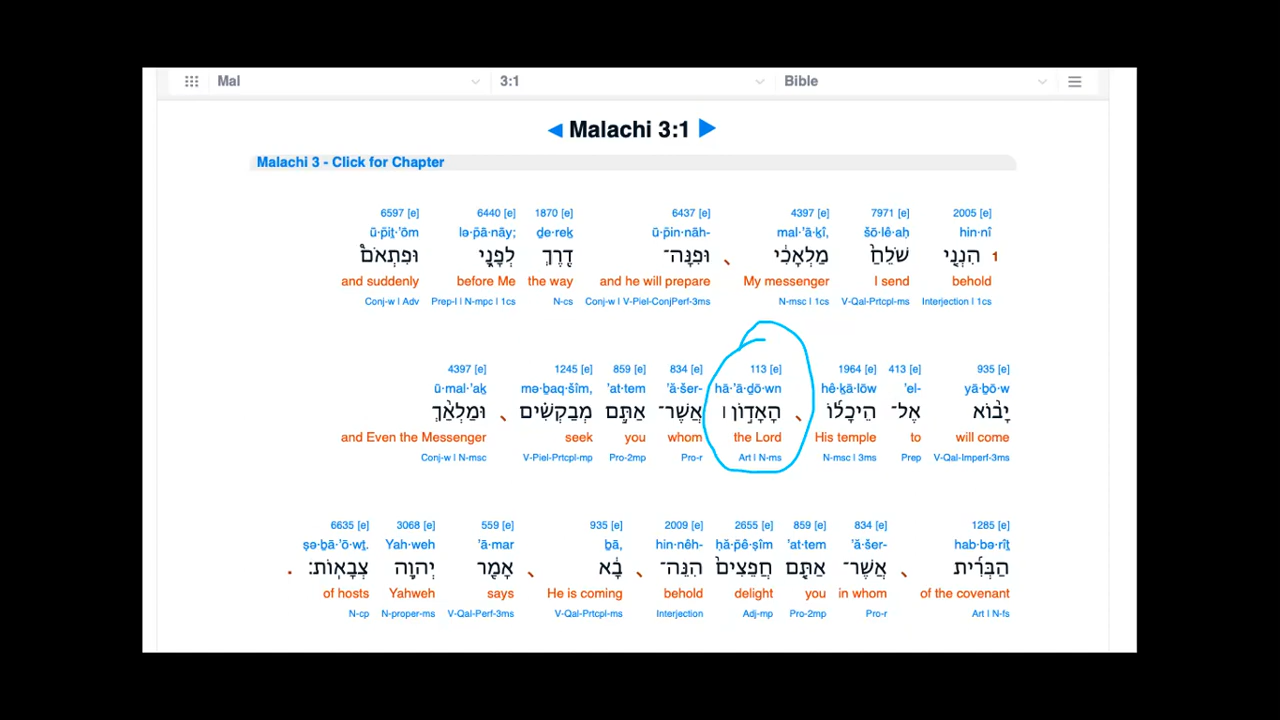 Mal 3:1 Bible
◄ Malachi 3:1 ►
Malachi 3 - Click for Chapter
6597 [e] 6440 [e] 1870 [e] 6437 [e] 4397 [e] 7971 [e] 2005 [e]
ū·p̄iṯ·’ōm lə·p̄ā·nāy; ḏe·reḵ ū·p̄in·nāh- mal·’ā·ḵî, šō·lê·aḥ hin·nî
1 הִנְנִ֤י שֹׁלֵחַ֙ מַלְאָכִ֔י 、 וּפִנָּה־ דֶ֖רֶךְ לְפָנָ֑י וּפִתְאֹם֩
and suddenly before Me the way and he will prepare My messenger I send behold
Conj-w | Adv Prep-l | N-mpc | 1cs N-cs Conj-w | V-Piel-ConjPerf-3ms N-msc | 1cs V-Qal-Prtcpl-ms Interjection | 1cs
4397 [e] 1245 [e] 859 [e] 834 [e] 113 [e] 1964 [e] 413 [e] 935 [e]
ū·mal·’aḵ mə·ḇaq·šîm, ’at·tem ’ă·šer- hā·’ā·ḏō·wn hê·ḵā·lōw ’el- yā·ḇō·w
יָב֨וֹא אֶל־ הֵיכָל֜וֹ 、 הָאָד֣וֹן ׀ אֲשֶׁר־ אַתֶּ֣ם מְבַקְשִׁ֗ים 、 וּמַלְאַ֨ךְ
and Even the Messenger seek you whom the Lord His temple to will come
Conj-w | N-msc V-Piel-Prtcpl-mp Pro-2mp Pro-r Art | N-ms N-msc | 3ms Prep V-Qal-Imperf-3ms
6635 [e] 3068 [e] 559 [e] 935 [e] 2009 [e] 2655 [e] 859 [e] 834 [e] 1285 [e]
ṣə·ḇā·’ō·wṯ. Yah·weh ’ā·mar ḇā, hin·nêh- ḥă·p̄ê·ṣîm ’at·tem ’ă·šer- hab·bə·rîṯ
הַבְּרִ֜ית 、 אֲשֶׁר־ אַתֶּ֤ם חֲפֵצִים֙ הִנֵּה־ 、 בָ֔א 、 אָמַ֖ר יְהוָ֥ה צְבָאֽוֹת׃ .
of hosts Yahweh says He is coming behold delight you in whom of the covenant
N-cp N-proper-ms V-Qal-Perf-3ms V-Qal-Prtcpl-ms Interjection Adj-mp Pro-2mp Pro-r Art | N-fs